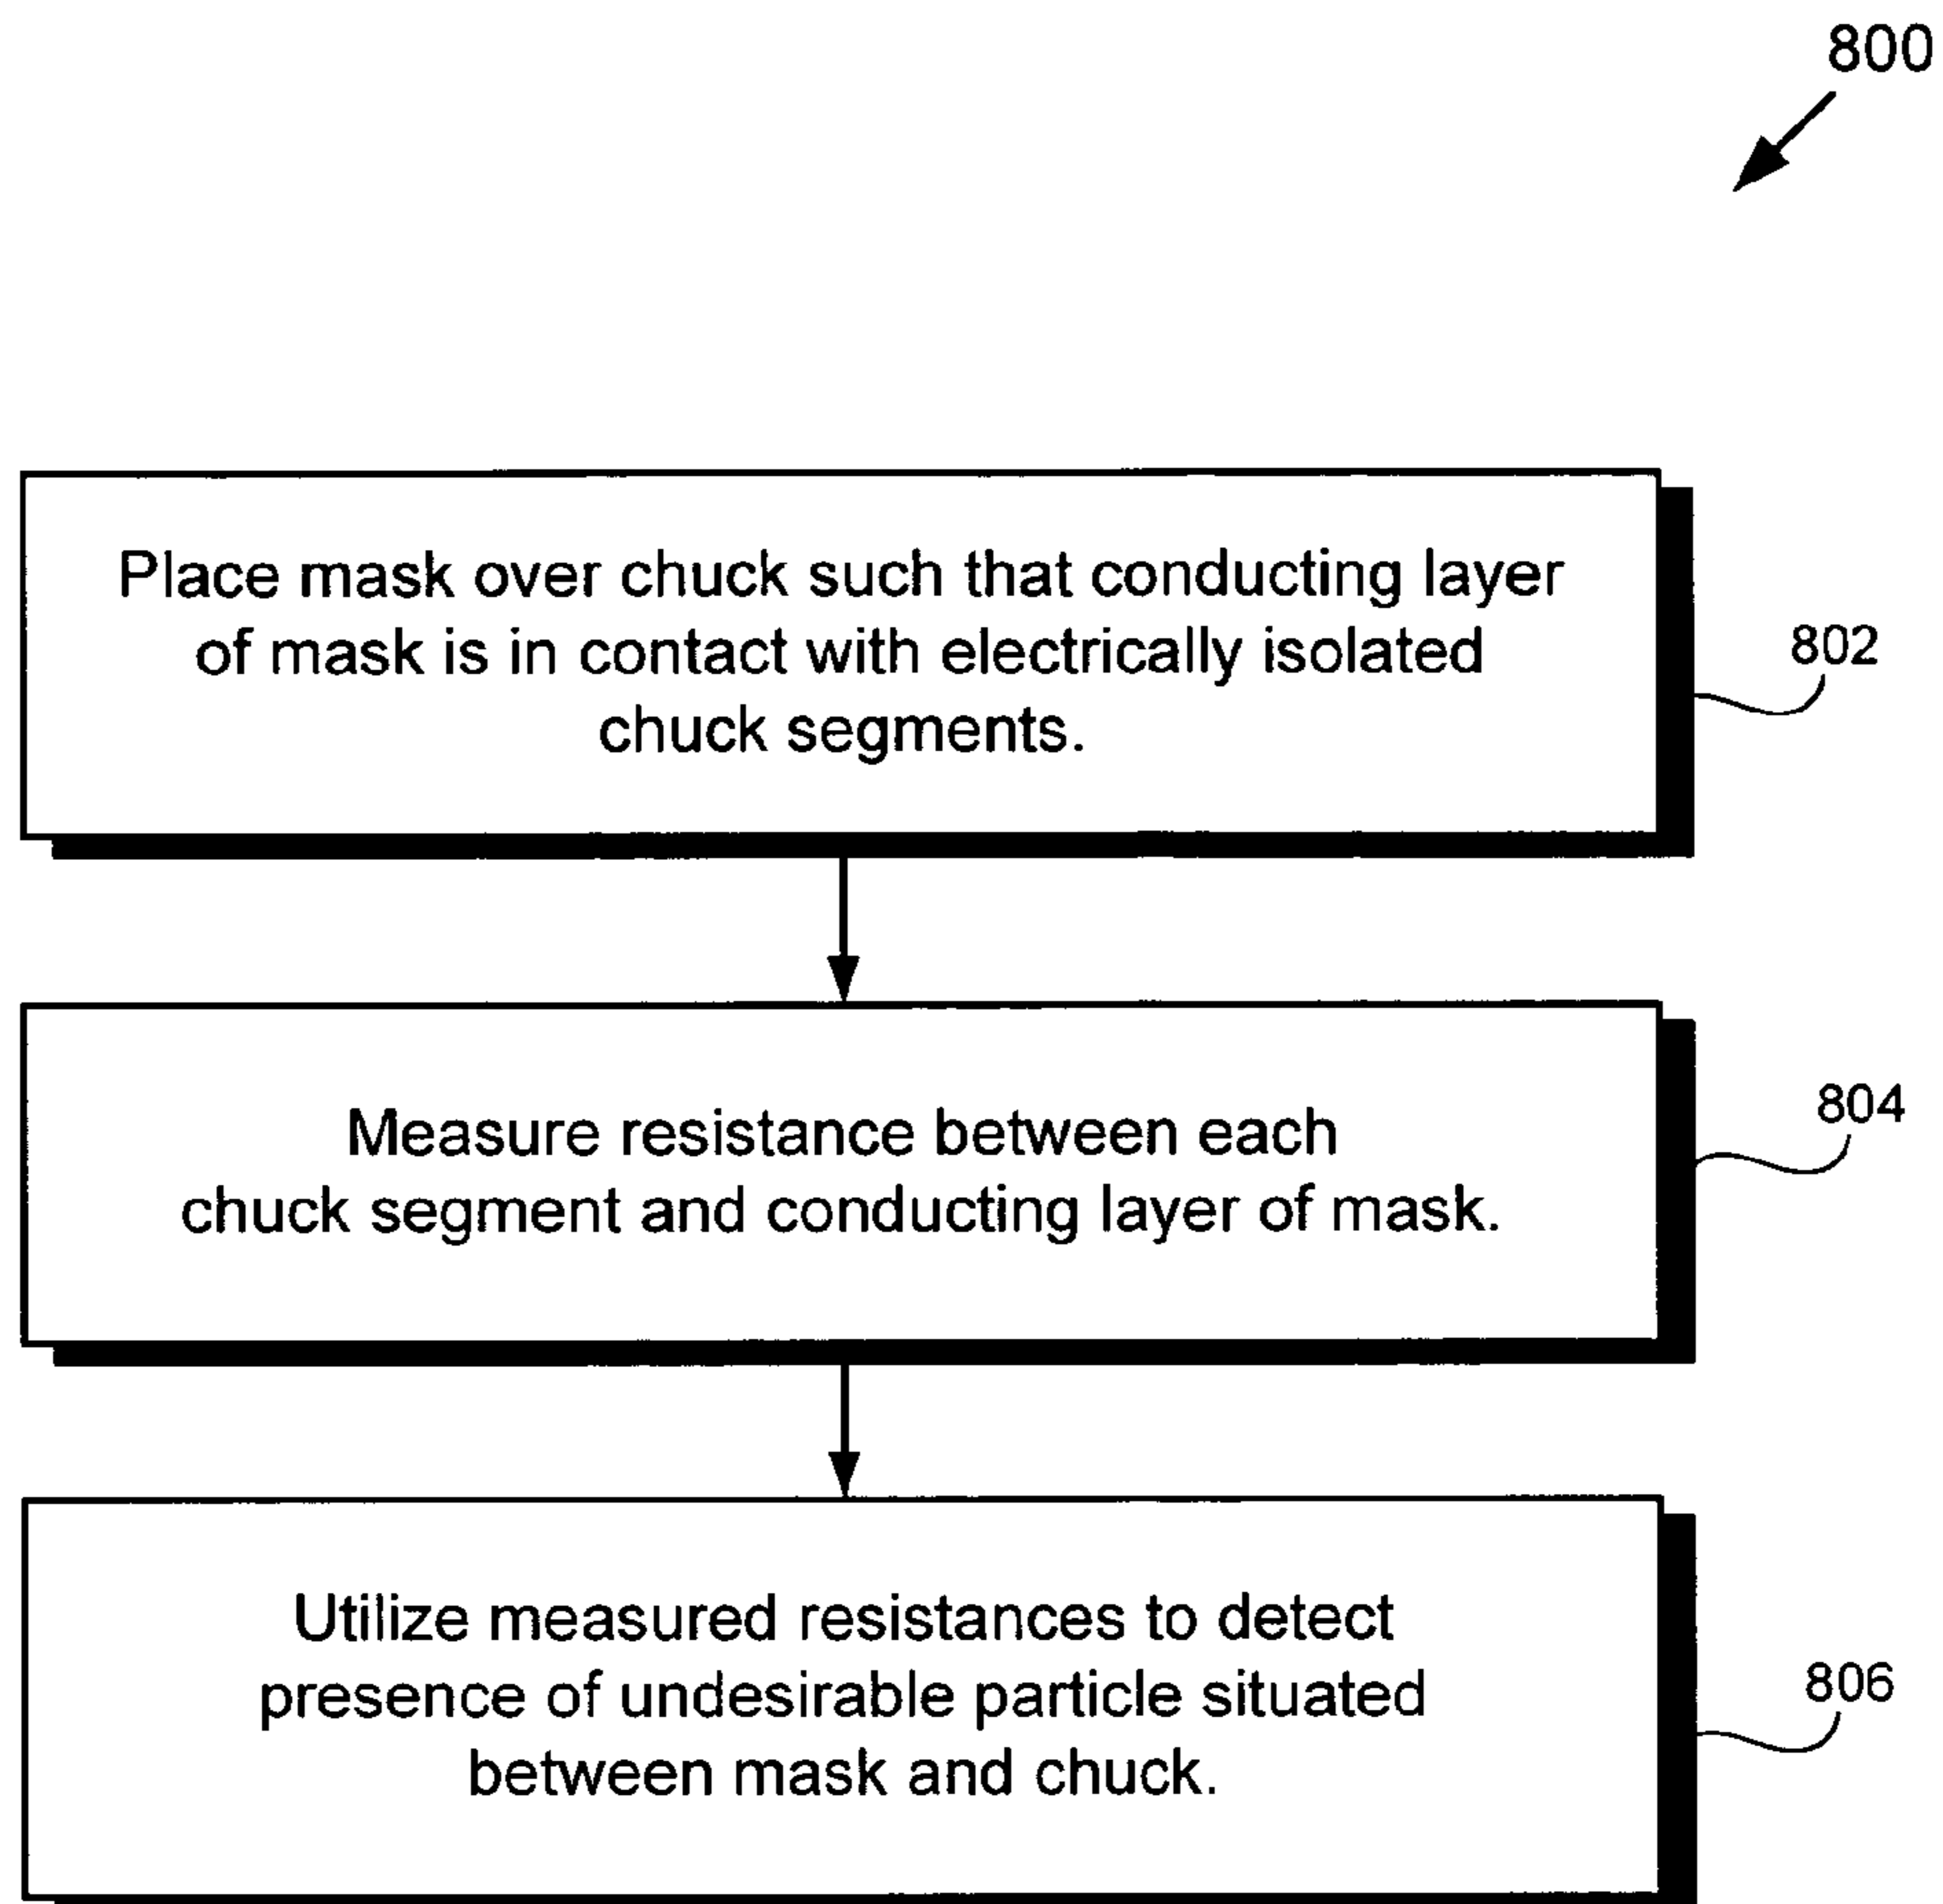 800
Place mask over chuck such that conducting layer
of mask is in contact with electrically isolated
chuck segments.
802
Measure resistance between each
chuck segment and conducting layer of mask.
804
Utilize measured resistances to detect
presence of undesirable particle situated
between mask and chuck.
806